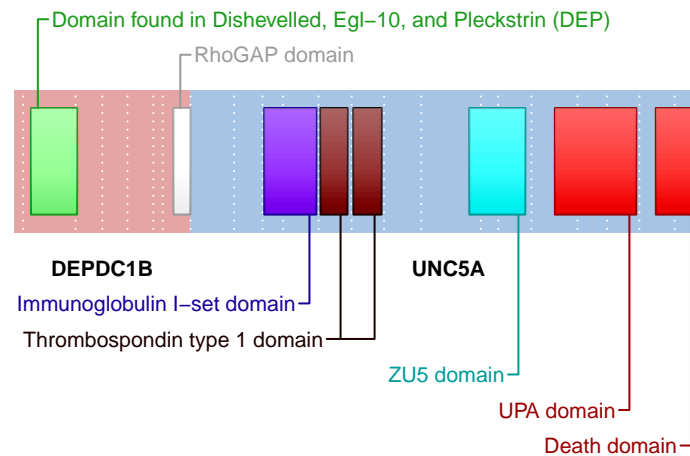 Domain found in Dishevelled, Egl−10, and Pleckstrin (DEP)
RhoGAP domain
DEPDC1B
UNC5A
Immunoglobulin I−set domain
Thrombospondin type 1 domain
ZU5 domain
UPA domain
Death domain